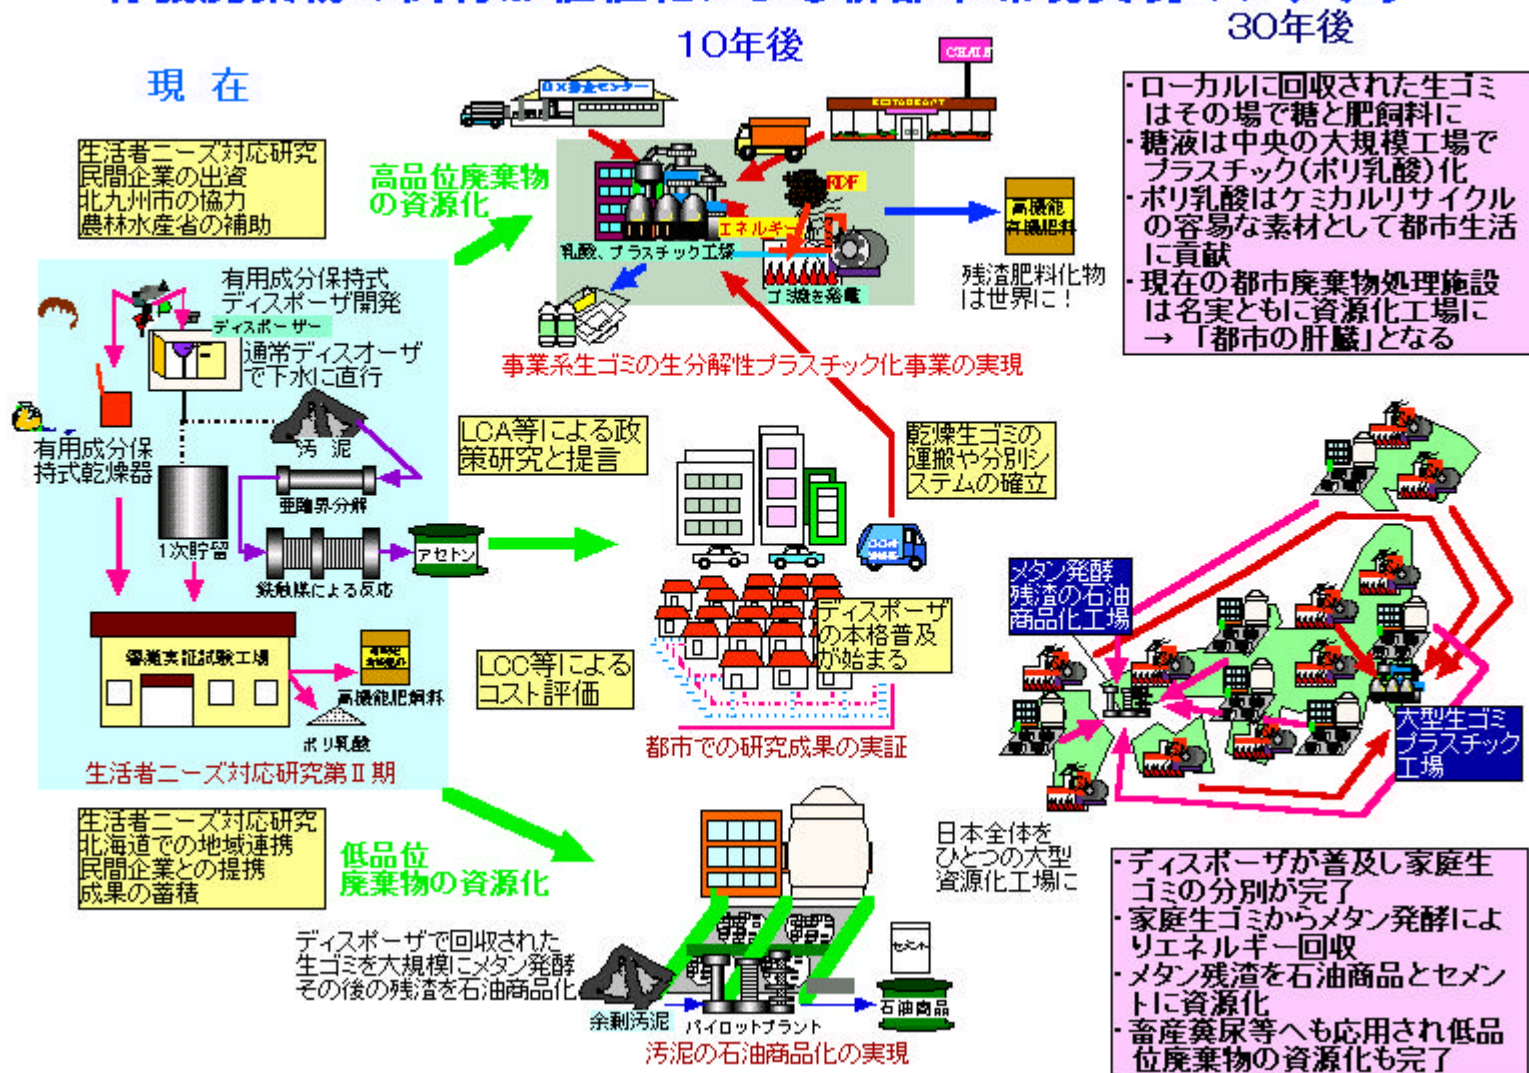 10年後
30年後
現 在
生活者ニーズ対応研究
民間企業の出資
北九州市の協力
農林水産省の補助
高品位廃棄物
の資源化
CHAIE
RESTAURANT
RDF
エネルギー
乳酸、プラスチック工場
ゴミ焼き発電
高機能
有機肥料
残渣肥料化物
は世界に!
事業系生ゴミの生分解性プラスチック化事業の実現
・ローカルに回収された生ゴミ
はその場で糖と肥飼料に
・糖液は中央の大規模工場で
プラスチック(ポリ乳酸)化
・ポリ乳酸はケミカルリサイクル
の容易な素材として都市生活
に貢献
・現在の都市廃棄物処理施設
は名実ともに資源化工場に
→ 「都市の肝臓」となる
有用成分保持式
ディスポーザ開発
ディスポーザー
通常ディスオーザ
で下水に直行
有用成分保
持式乾燥器
汚 泥
亜臨界分解
1次貯留
鉄触媒による反応
アセトン
響灘実証試験工場
高機能肥飼料
ポリ乳酸
生活者ニーズ対応研究第Ⅱ期
LCA等による政
策研究と提言
乾燥生ゴミの
運搬や分別シ
ステムの確立
LCC等による
コスト評価
ディスポーザ
の本格普及
が始まる
都市での研究成果の実証
メタン発酵
残渣の石油
商品化工場
大型生ゴミ
プラスチック
工場
日本全体を
ひとつの大型
資源化工場に
生活者ニーズ対応研究
北海道での地域連携
民間企業との提携
成果の蓄積
低品位
廃棄物の資源化
ディスポーザで回収された
生ゴミを大規模にメタン発酵
その後の残渣を石油商品化
余剰汚泥
パイロットプラント
セメント
石油商品
汚泥の石油商品化の実現
・ディスポーザが普及し家庭生
ゴミの分別が完了
・家庭生ゴミからメタン発酵によ
りエネルギー回収
・メタン残渣を石油商品とセメン
トに資源化
・畜産糞尿等へも応用され低品
位廃棄物の資源化も完了